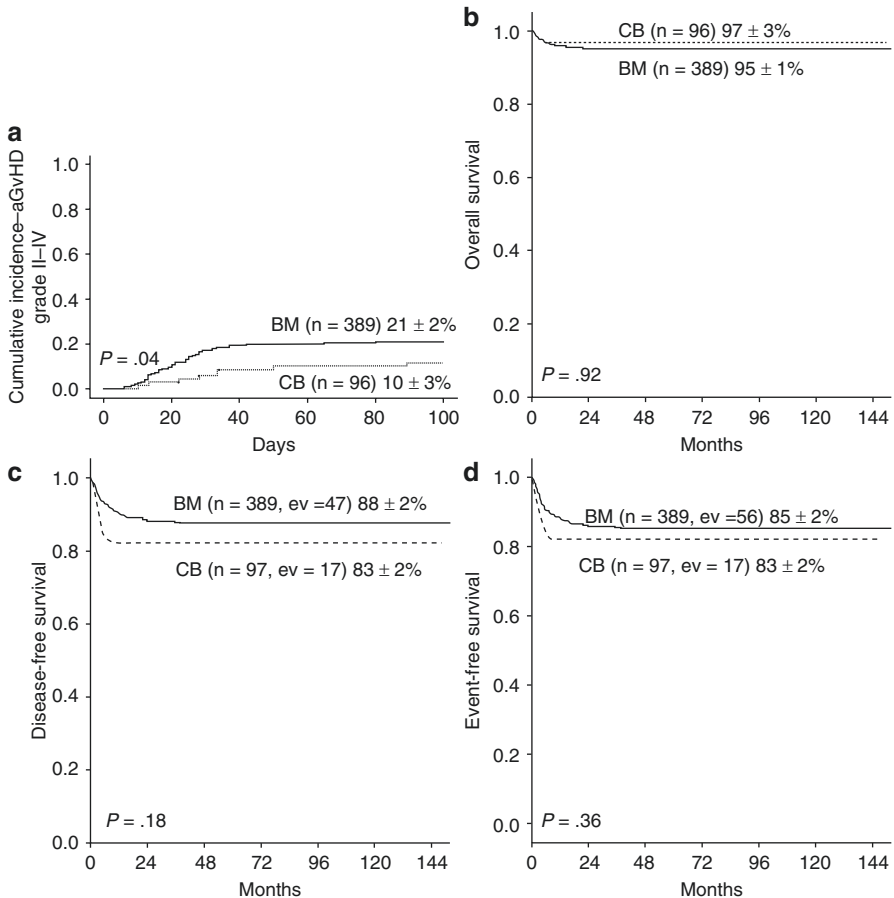 a
Cumulative incidence–aGvHD
grade II–IV
1.0
0.8
0.6
0.4
0.2
0.0
BM (n = 389) 21 ± 2%
P = .04
CB (n = 96) 10 ± 3%
0 20 40 60 80 100
Days
b
Overall survival
1.0
0.8
0.6
0.4
0.2
0.0
CB (n = 96) 97 ± 3%
BM (n = 389) 95 ± 1%
P = .92
0 24 48 72 96 120 144
Months
c
Disease-free survival
1.0
0.8
0.6
0.4
0.2
0.0
BM (n = 389, ev =47) 88 ± 2%
CB (n = 97, ev = 17) 83 ± 2%
P = .18
0 24 48 72 96 120 144
Months
d
Event-free survival
1.0
0.8
0.6
0.4
0.2
0.0
BM (n = 389, ev =56) 85 ± 2%
CB (n = 97, ev = 17) 83 ± 2%
P = .36
0 24 48 72 96 120 144
Months